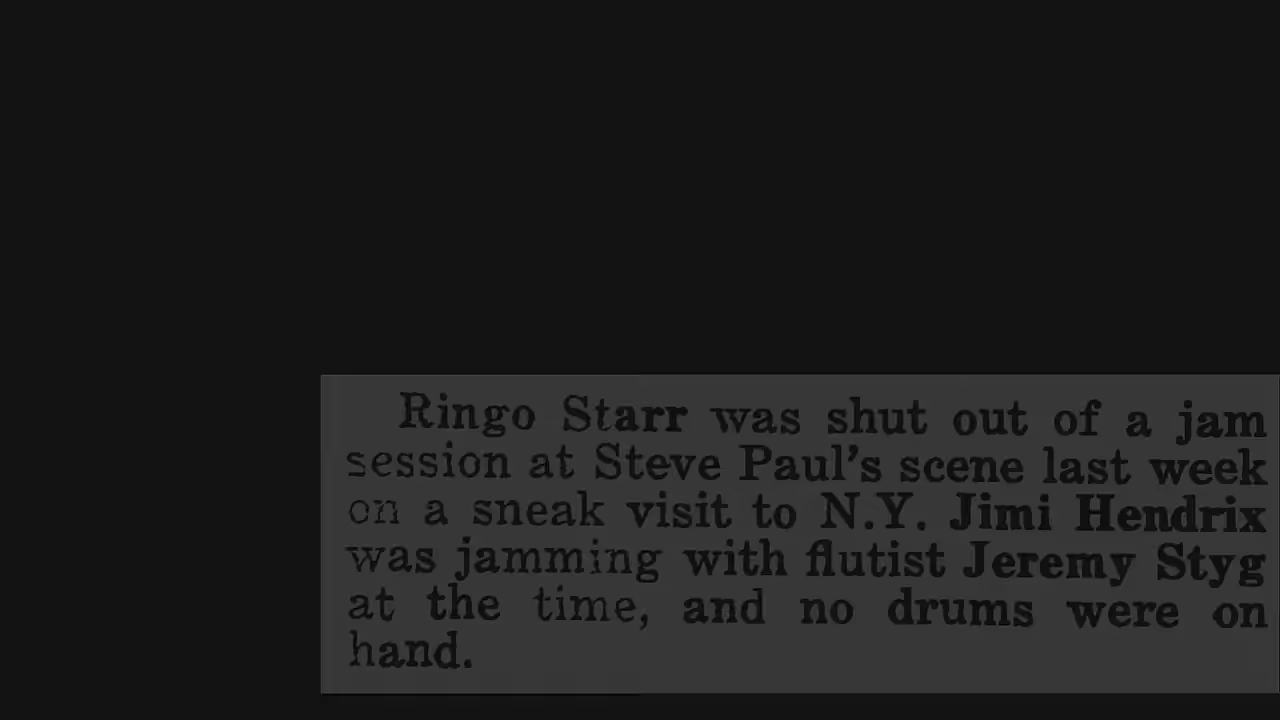 Ringo Starr was shut out of a jam
session at Steve Paul's scene last week
on a sneak visit to N.Y. Jimi Hendrix
was jamming with flutist Jeremy Styg
at the time, and no drums were on
hand.